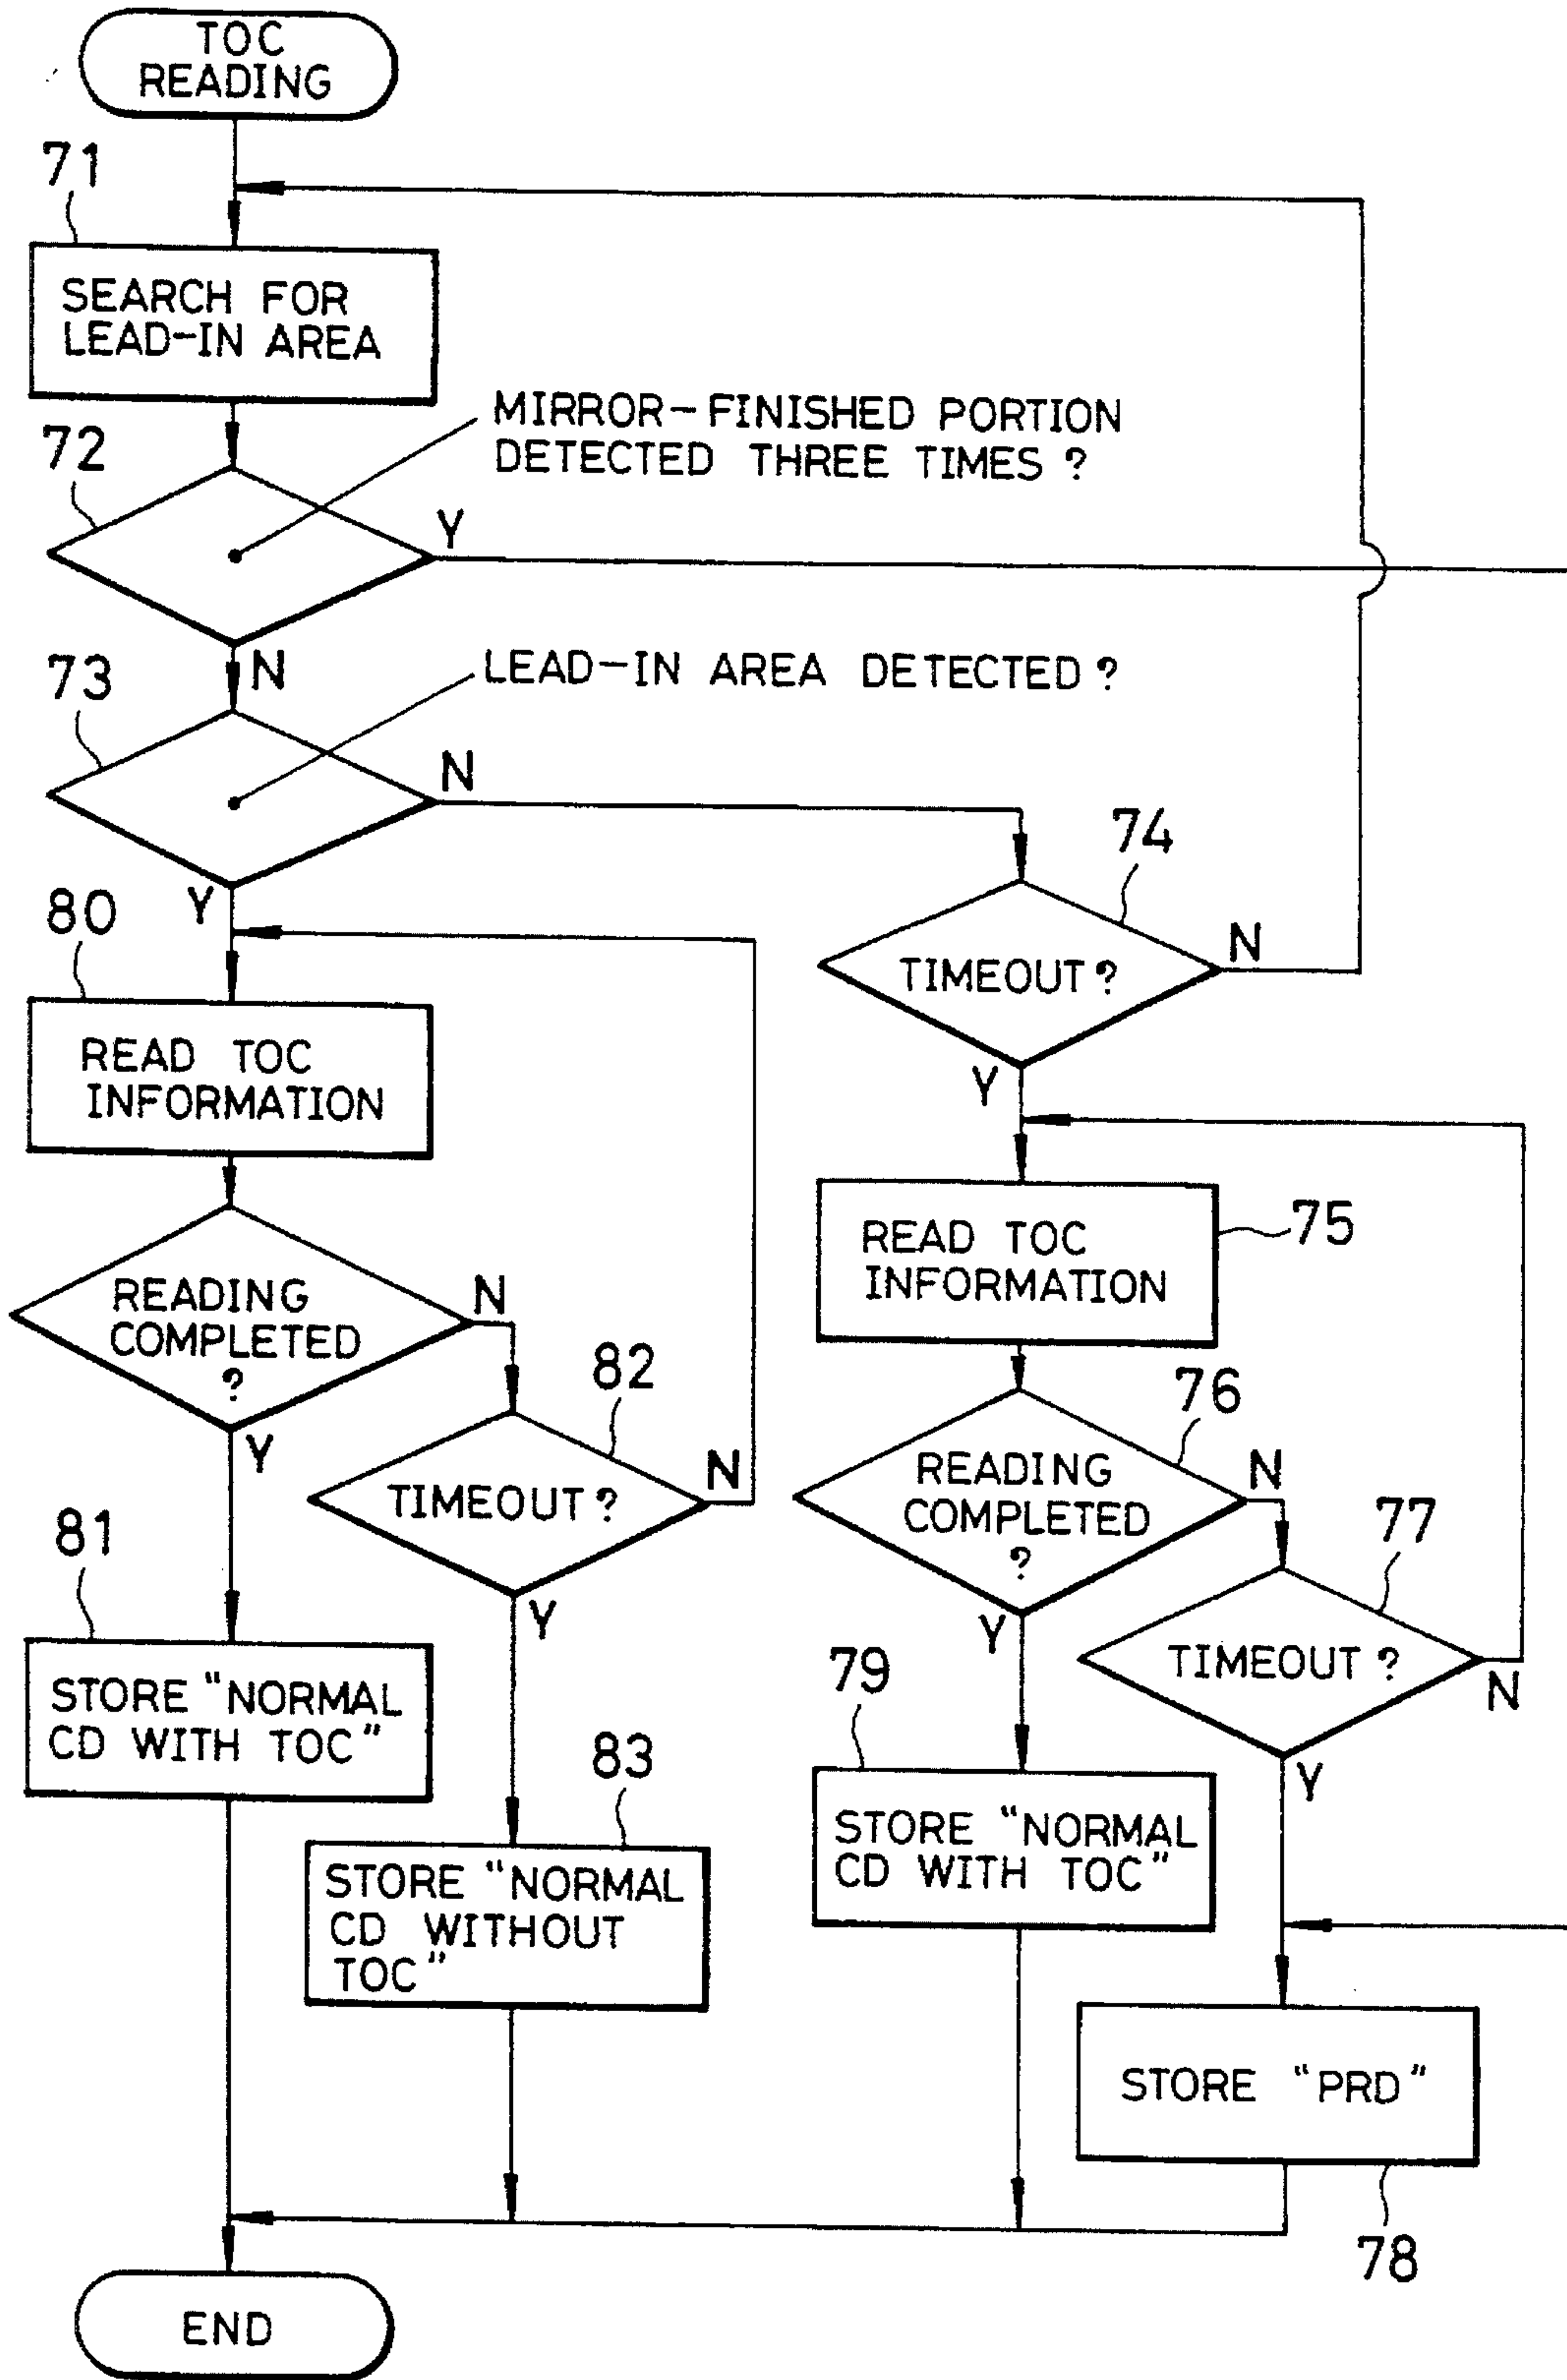 TOC
READING
71
SEARCH FOR
LEAD-IN AREA
72
MIRROR-FINISHED PORTION
DETECTED THREE TIMES ?
Y
N
73
LEAD-IN AREA DETECTED ?
N
Y
74
TIMEOUT ?
N
Y
80
READ TOC
INFORMATION
READING
COMPLETED
?
N
Y
82
TIMEOUT ?
N
Y
81
STORE "NORMAL
CD WITH TOC"
83
STORE "NORMAL
CD WITHOUT
TOC"
75
READ TOC
INFORMATION
76
READING
COMPLETED
?
N
Y
77
TIMEOUT ?
N
Y
79
STORE "NORMAL
CD WITH TOC"
STORE "PRD"
78
END